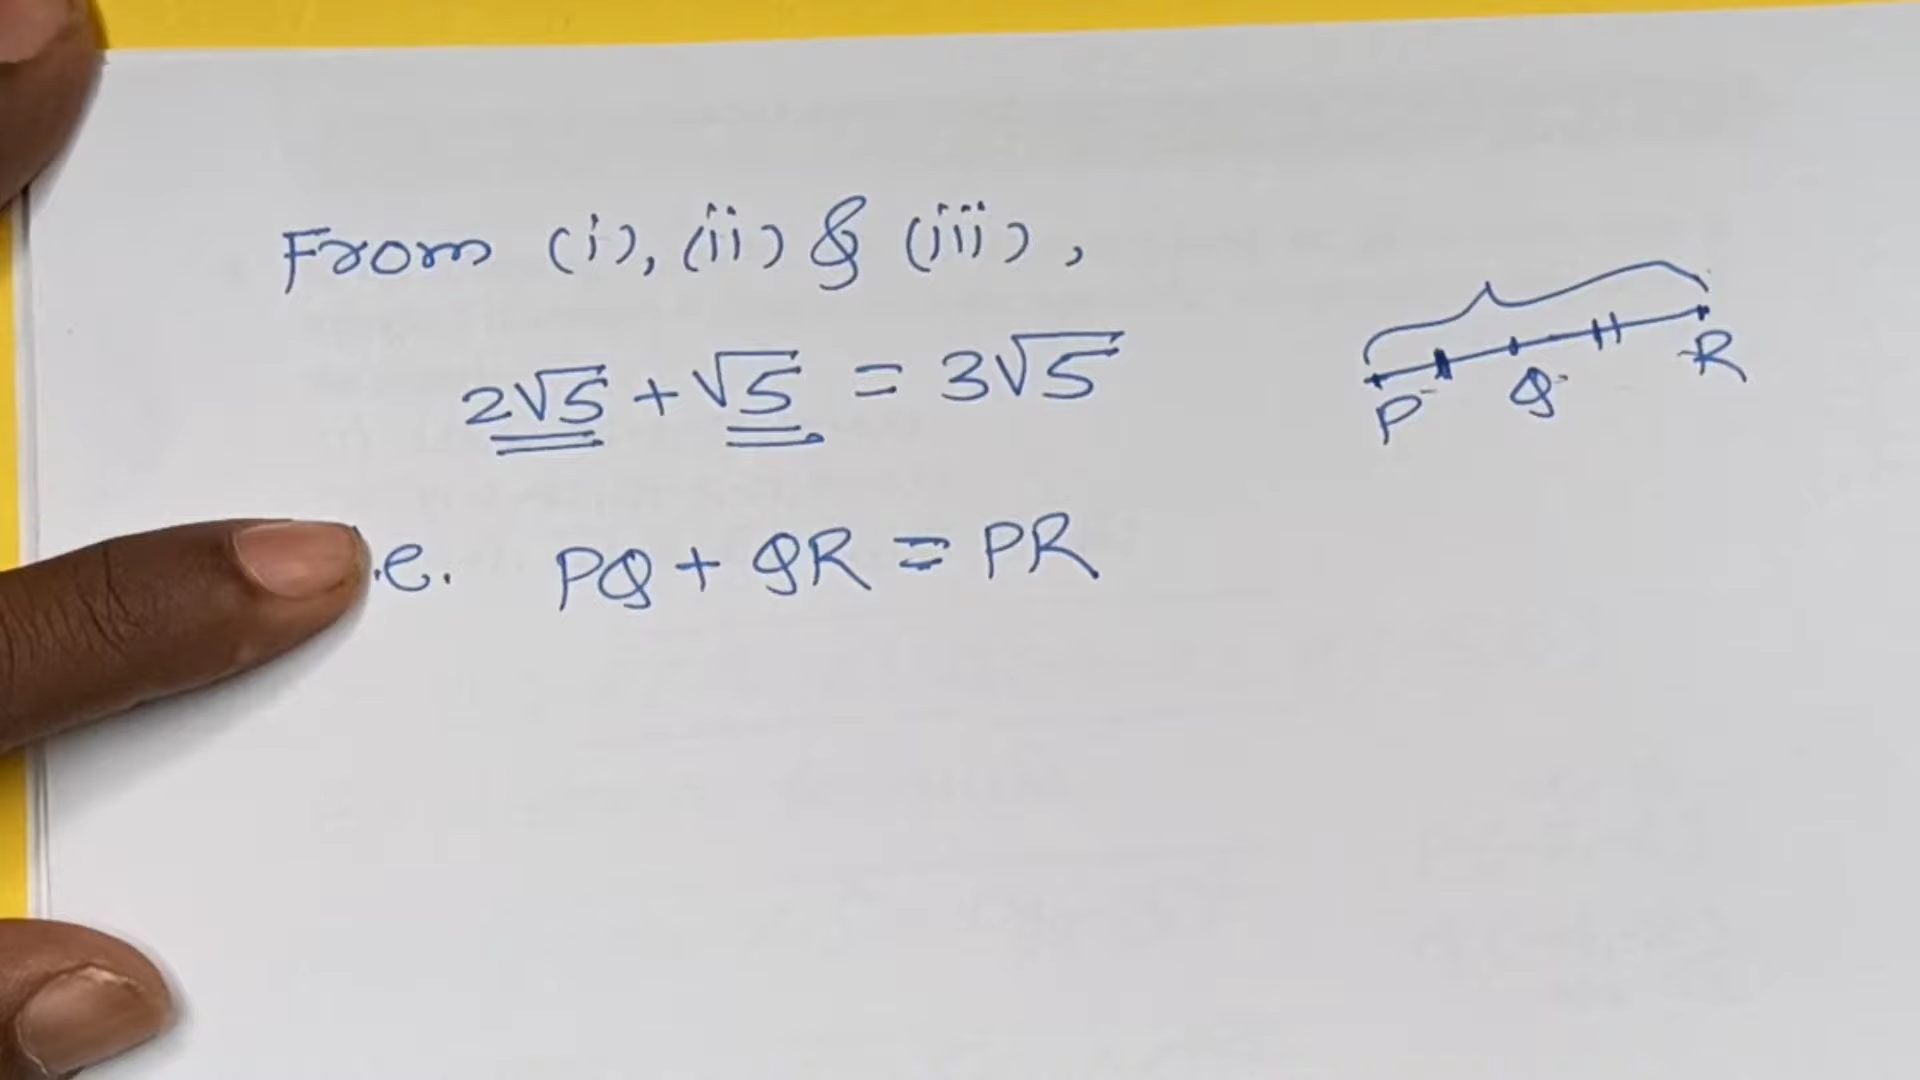 From (i), (ii) & (iii),
2√5 + √5 = 3√5
.e. PQ + QR = PR
P Q R